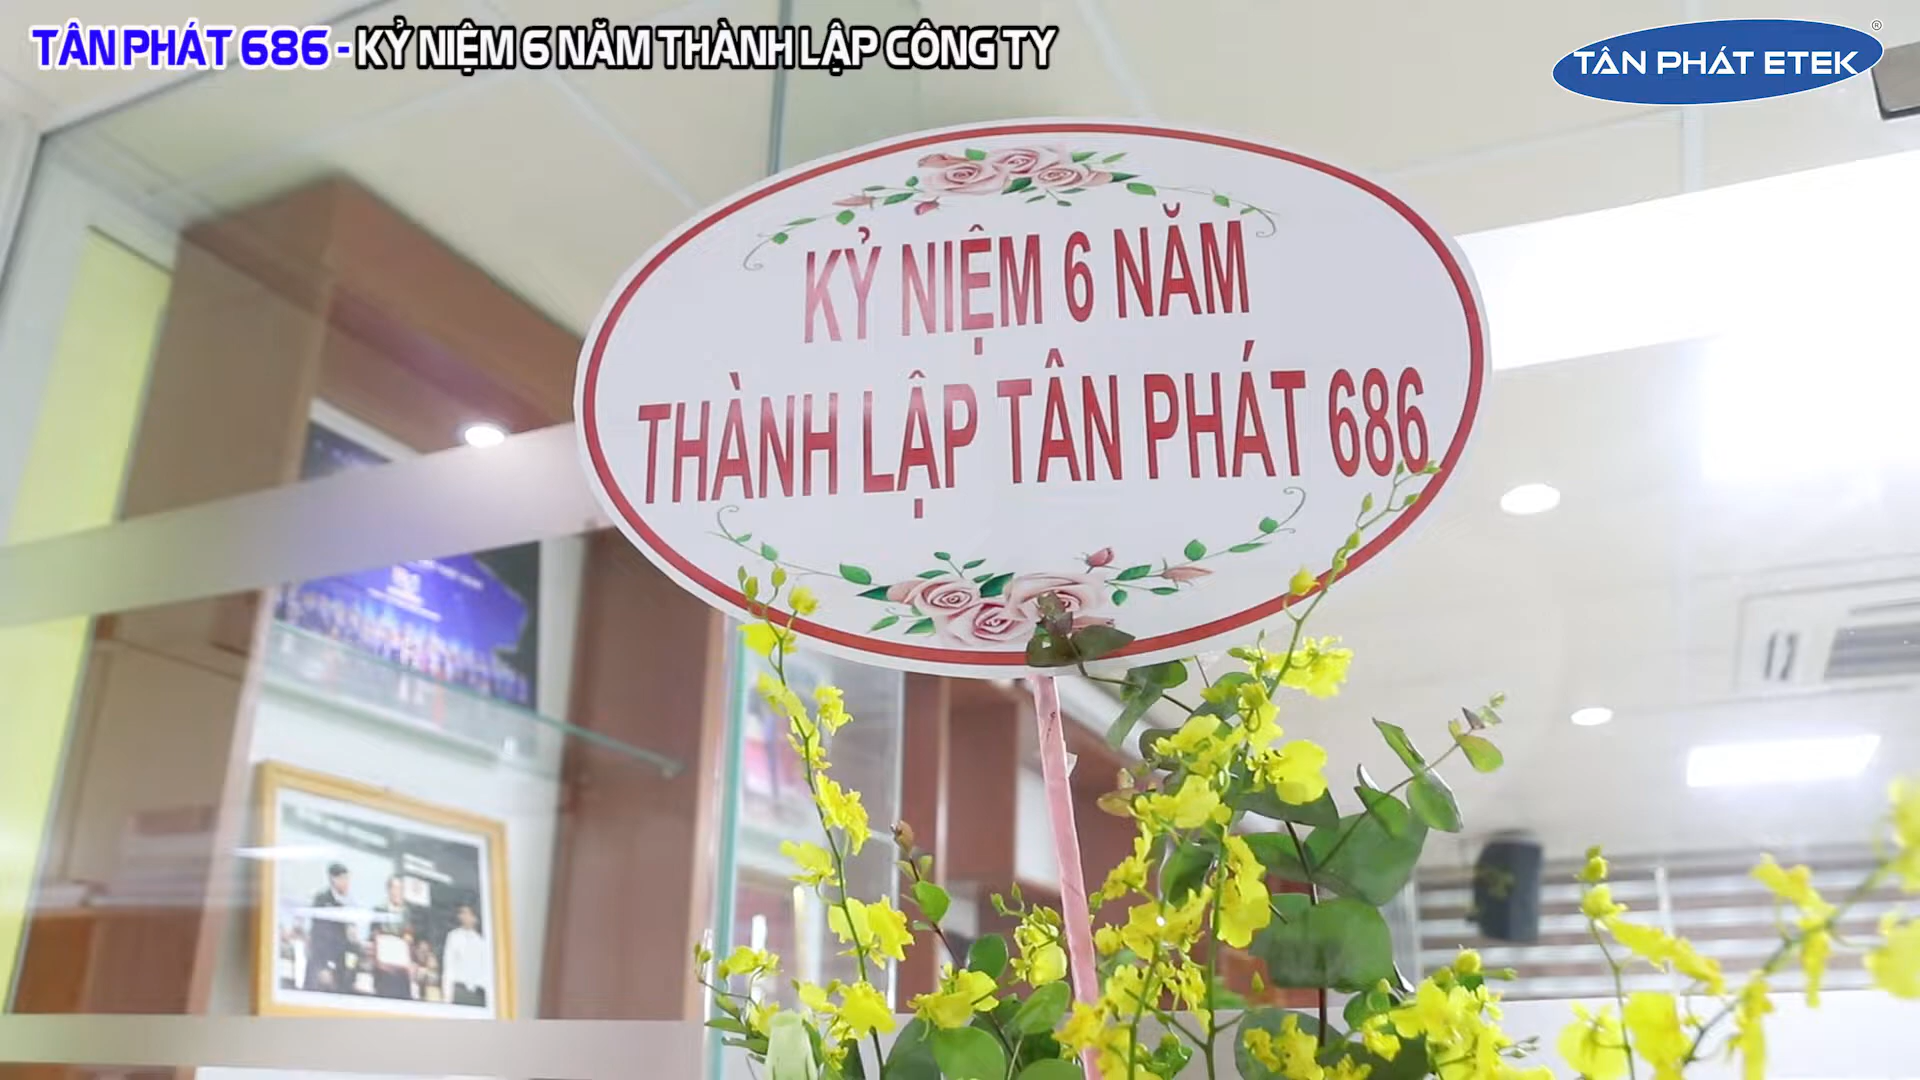 TÂN PHÁT 686 - KỶ NIỆM 6 NĂM THÀNH LẬP CÔNG TY
TÂN PHÁT ETEK ®
KỶ NIỆM 6 NĂM
THÀNH LẬP TÂN PHÁT 686